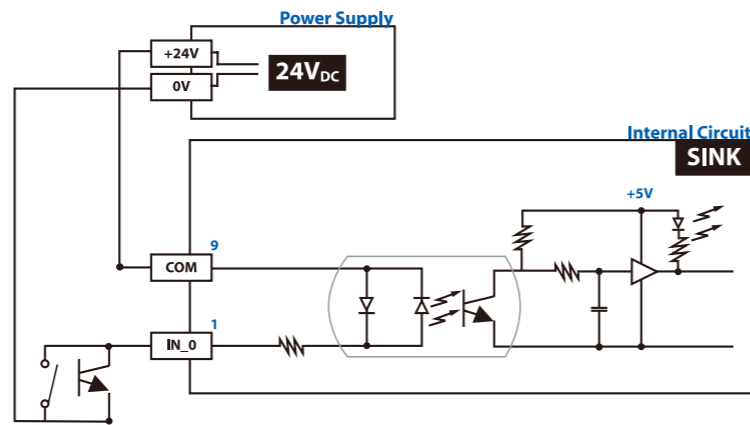 Power Supply
+24V
0V
24VDC
Internal Circuit
SINK
+5V
9
COM
1
IN_0